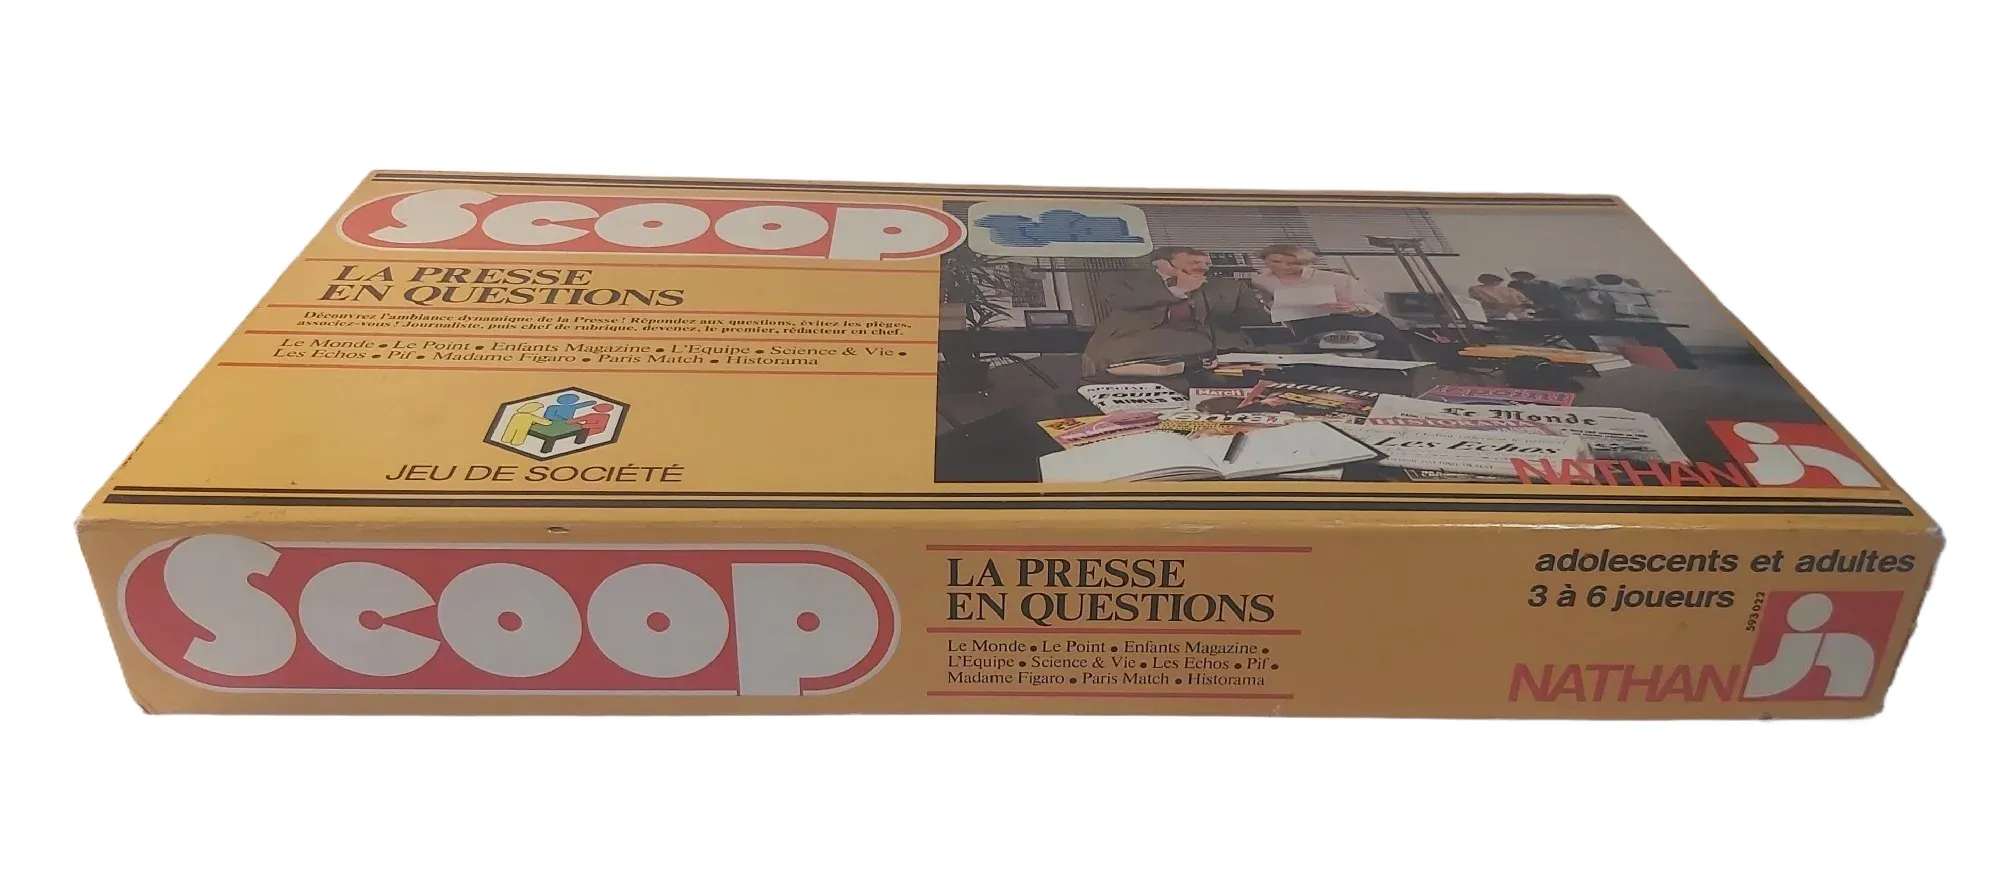 Scoop
LA PRESSE
EN QUESTIONS
Découvrez l'ambiance dynamique de la Presse ! Répondez aux questions, évitez les pièges,
associez-vous ! Journaliste, puis chef de rubrique, devenez, le premier, rédacteur en chef.
Le Monde • Le Point • Enfants Magazine • L'Equipe • Science & Vie •
Les Echos • Pif • Madame Figaro • Paris Match • Historama
JEU DE SOCIÉTÉ
MATCH
madame
Le Monde
HISTORAMA
Les Echos
NATHAN
Scoop
LA PRESSE
EN QUESTIONS
Le Monde • Le Point • Enfants Magazine •
L'Equipe • Science & Vie • Les Echos • Pif •
Madame Figaro • Paris Match • Historama
adolescents et adultes
3 à 6 joueurs
593022
NATHAN